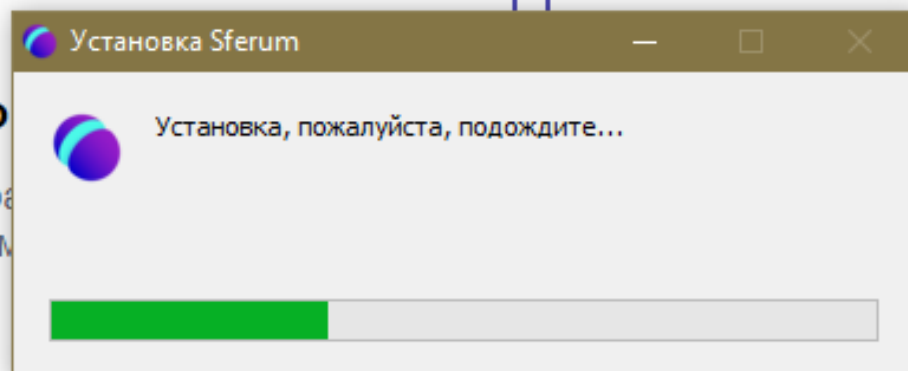 Установка Sferum
Установка, пожалуйста, подождите...